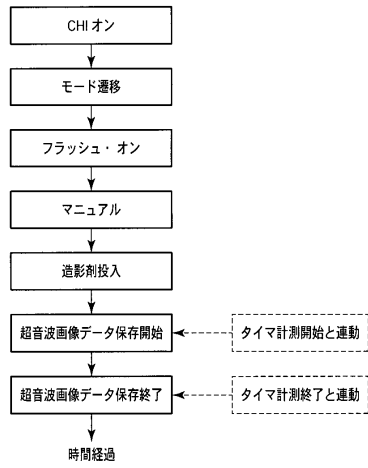 CHI オン
モード遷移
フラッシュ・オン
マニュアル
造影剤投入
超音波画像データ保存開始
タイマ計測開始と連動
超音波画像データ保存終了
タイマ計測終了と連動
時間経過